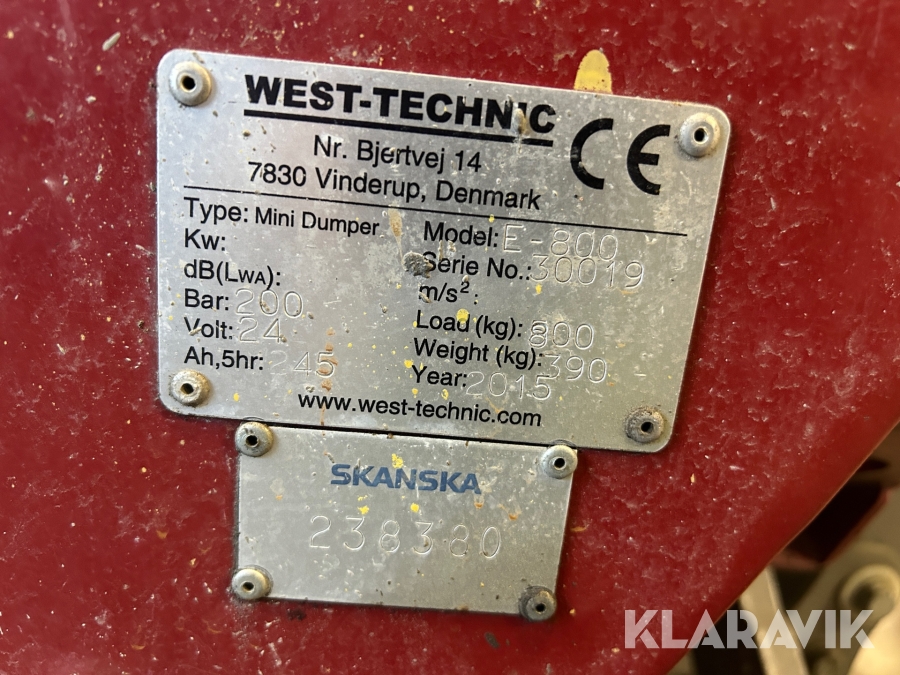 WEST-TECHNIC
CE
Nr. Bjertvej 14
7830 Vinderup, Denmark
Type: Mini Dumper
Kw:
dB(LWA):
Bar: 200
Volt: 24
Ah,5hr: 245
Model: E-800
Serie No.: 30019
m/s²:
Load (kg): 800
Weight (kg): 390
Year: 2015
www.west-technic.com
SKANSKA
238380
KLARAVIK